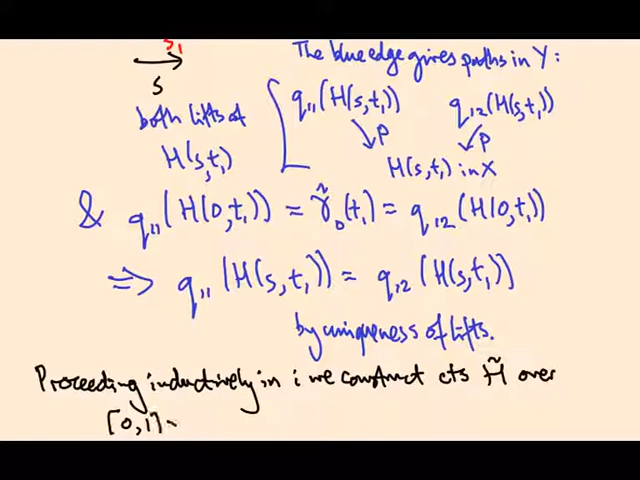 S₁
S
The blue edge gives paths in Y:
both lifts of
H(s,t₁)
q₁₁(H(s,t₁)) q₁₂(H(s,t₁))
↘P ↙P
H(s,t₁) in X
& q₁₁(H(0,t₁)) = γ̃₀(t₁) = q₁₂(H(0,t₁))
⟹ q₁₁(H(s,t₁)) = q₁₂(H(s,t₁))
by uniqueness of lifts.
Proceeding inductively in i we construct cts H̃ over
[0,1]×